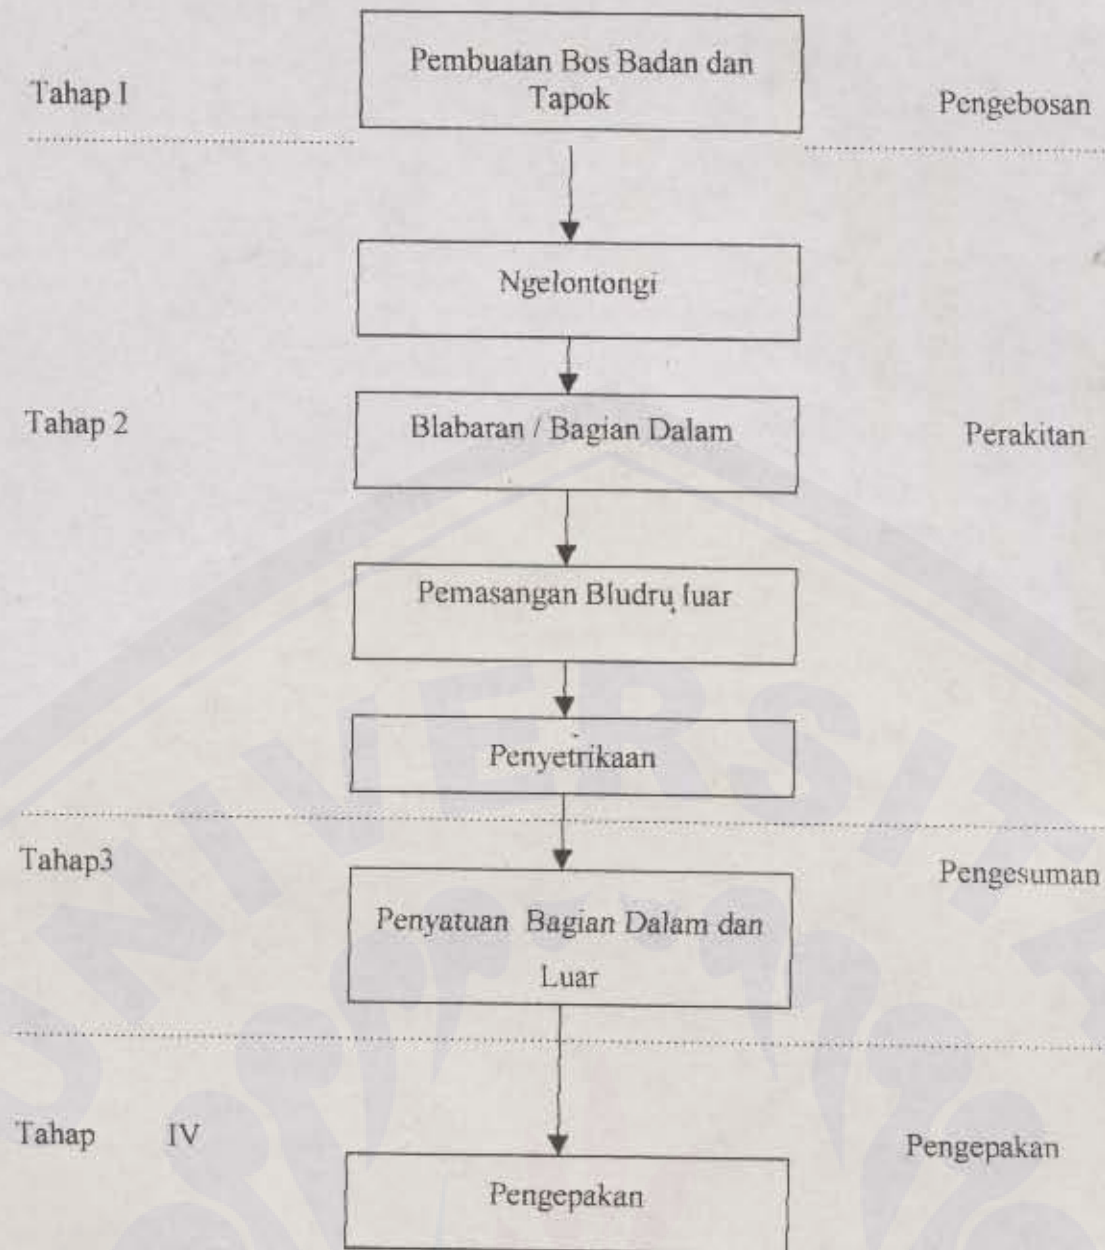 Pembuatan Bos Badan dan
Tapok
Tahap I
Pengebosan
Ngelontongi
Tahap 2
Blabaran / Bagian Dalam
Perakitan
Pemasangan Bludru luar
Penyetrikaan
Tahap3
Pengesuman
Penyatuan Bagian Dalam dan
Luar
Tahap IV
Pengepakan
Pengepakan
UNIVERSITA